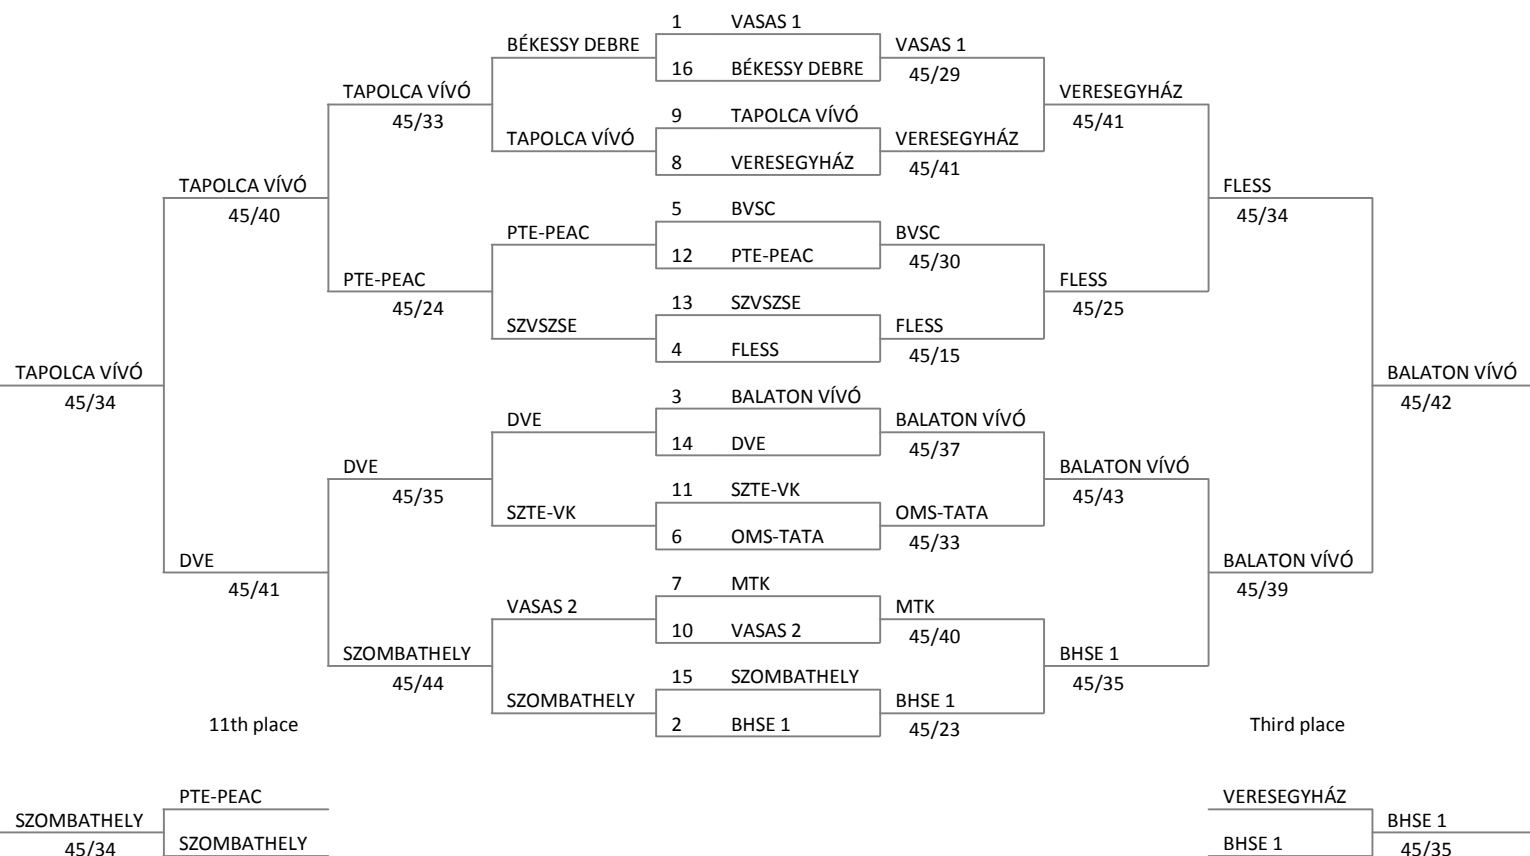 1 VASAS 1
BÉKESSY DEBRE VASAS 1
16 BÉKESSY DEBRE 45/29
TAPOLCA VÍVÓ VERESEGYHÁZ
45/33 9 TAPOLCA VÍVÓ 45/41
TAPOLCA VÍVÓ VERESEGYHÁZ
8 VERESEGYHÁZ 45/41
TAPOLCA VÍVÓ FLESS
45/40 5 BVSC 45/34
PTE-PEAC BVSC
12 PTE-PEAC 45/30
PTE-PEAC FLESS
45/24 13 SZVSZSE 45/25
SZVSZSE FLESS
4 FLESS 45/15
TAPOLCA VÍVÓ BALATON VÍVÓ
45/34 3 BALATON VÍVÓ 45/42
DVE BALATON VÍVÓ
14 DVE 45/37
DVE BALATON VÍVÓ
45/35 11 SZTE-VK 45/43
SZTE-VK OMS-TATA
6 OMS-TATA 45/33
DVE BALATON VÍVÓ
45/41 7 MTK 45/39
VASAS 2 MTK
10 VASAS 2 45/40
SZOMBATHELY BHSE 1
45/44 15 SZOMBATHELY 45/35
SZOMBATHELY BHSE 1
11th place 2 BHSE 1 45/23 Third place
PTE-PEAC VERESEGYHÁZ
SZOMBATHELY BHSE 1
45/34 SZOMBATHELY BHSE 1 45/35